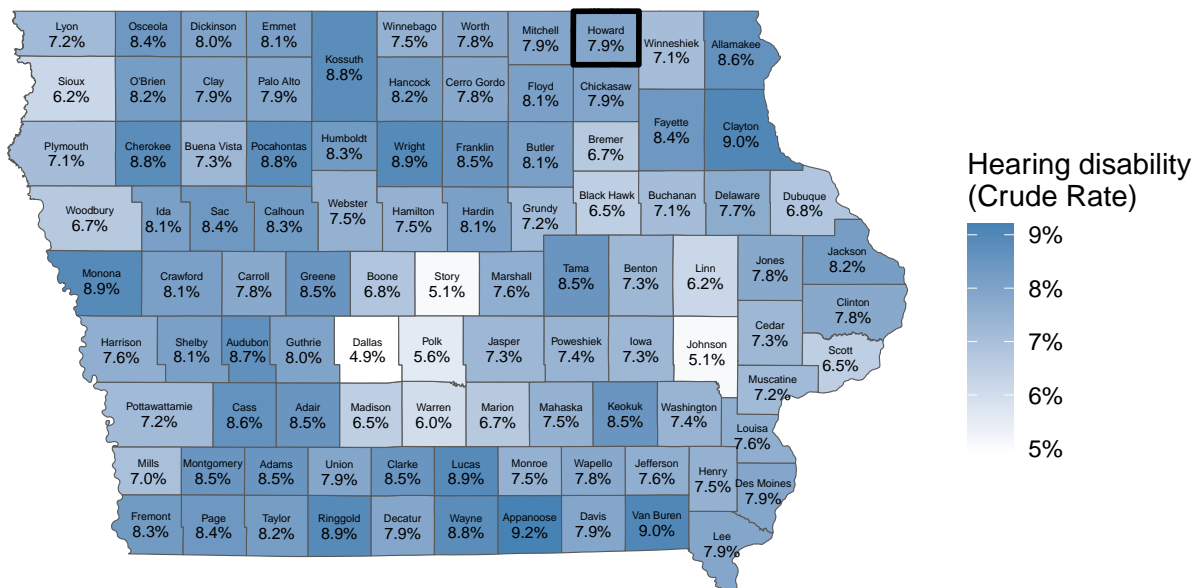 Lyon
7.2%
Osceola
8.4%
Dickinson
8.0%
Emmet
8.1%
Kossuth
8.8%
Winnebago
7.5%
Worth
7.8%
Mitchell
7.9%
Howard
7.9%
Winneshiek
7.1%
Allamakee
8.6%
Sioux
6.2%
O'Brien
8.2%
Clay
7.9%
Palo Alto
7.9%
Hancock
8.2%
Cerro Gordo
7.8%
Floyd
8.1%
Chickasaw
7.9%
Fayette
8.4%
Clayton
9.0%
Plymouth
7.1%
Cherokee
8.8%
Buena Vista
7.3%
Pocahontas
8.8%
Humboldt
8.3%
Wright
8.9%
Franklin
8.5%
Butler
8.1%
Bremer
6.7%
Woodbury
6.7%
Ida
8.1%
Sac
8.4%
Calhoun
8.3%
Webster
7.5%
Hamilton
7.5%
Hardin
8.1%
Grundy
7.2%
Black Hawk
6.5%
Buchanan
7.1%
Delaware
7.7%
Dubuque
6.8%
Monona
8.9%
Crawford
8.1%
Carroll
7.8%
Greene
8.5%
Boone
6.8%
Story
5.1%
Marshall
7.6%
Tama
8.5%
Benton
7.3%
Linn
6.2%
Jones
7.8%
Jackson
8.2%
Clinton
7.8%
Harrison
7.6%
Shelby
8.1%
Audubon
8.7%
Guthrie
8.0%
Dallas
4.9%
Polk
5.6%
Jasper
7.3%
Poweshiek
7.4%
Iowa
7.3%
Johnson
5.1%
Cedar
7.3%
Scott
6.5%
Muscatine
7.2%
Pottawattamie
7.2%
Cass
8.6%
Adair
8.5%
Madison
6.5%
Warren
6.0%
Marion
6.7%
Mahaska
7.5%
Keokuk
8.5%
Washington
7.4%
Louisa
7.6%
Mills
7.0%
Montgomery
8.5%
Adams
8.5%
Union
7.9%
Clarke
8.5%
Lucas
8.9%
Monroe
7.5%
Wapello
7.8%
Jefferson
7.6%
Henry
7.5%
Des Moines
7.9%
Fremont
8.3%
Page
8.4%
Taylor
8.2%
Ringgold
8.9%
Decatur
7.9%
Wayne
8.8%
Appanoose
9.2%
Davis
7.9%
Van Buren
9.0%
Lee
7.9%
Hearing disability
(Crude Rate)
9%
8%
7%
6%
5%